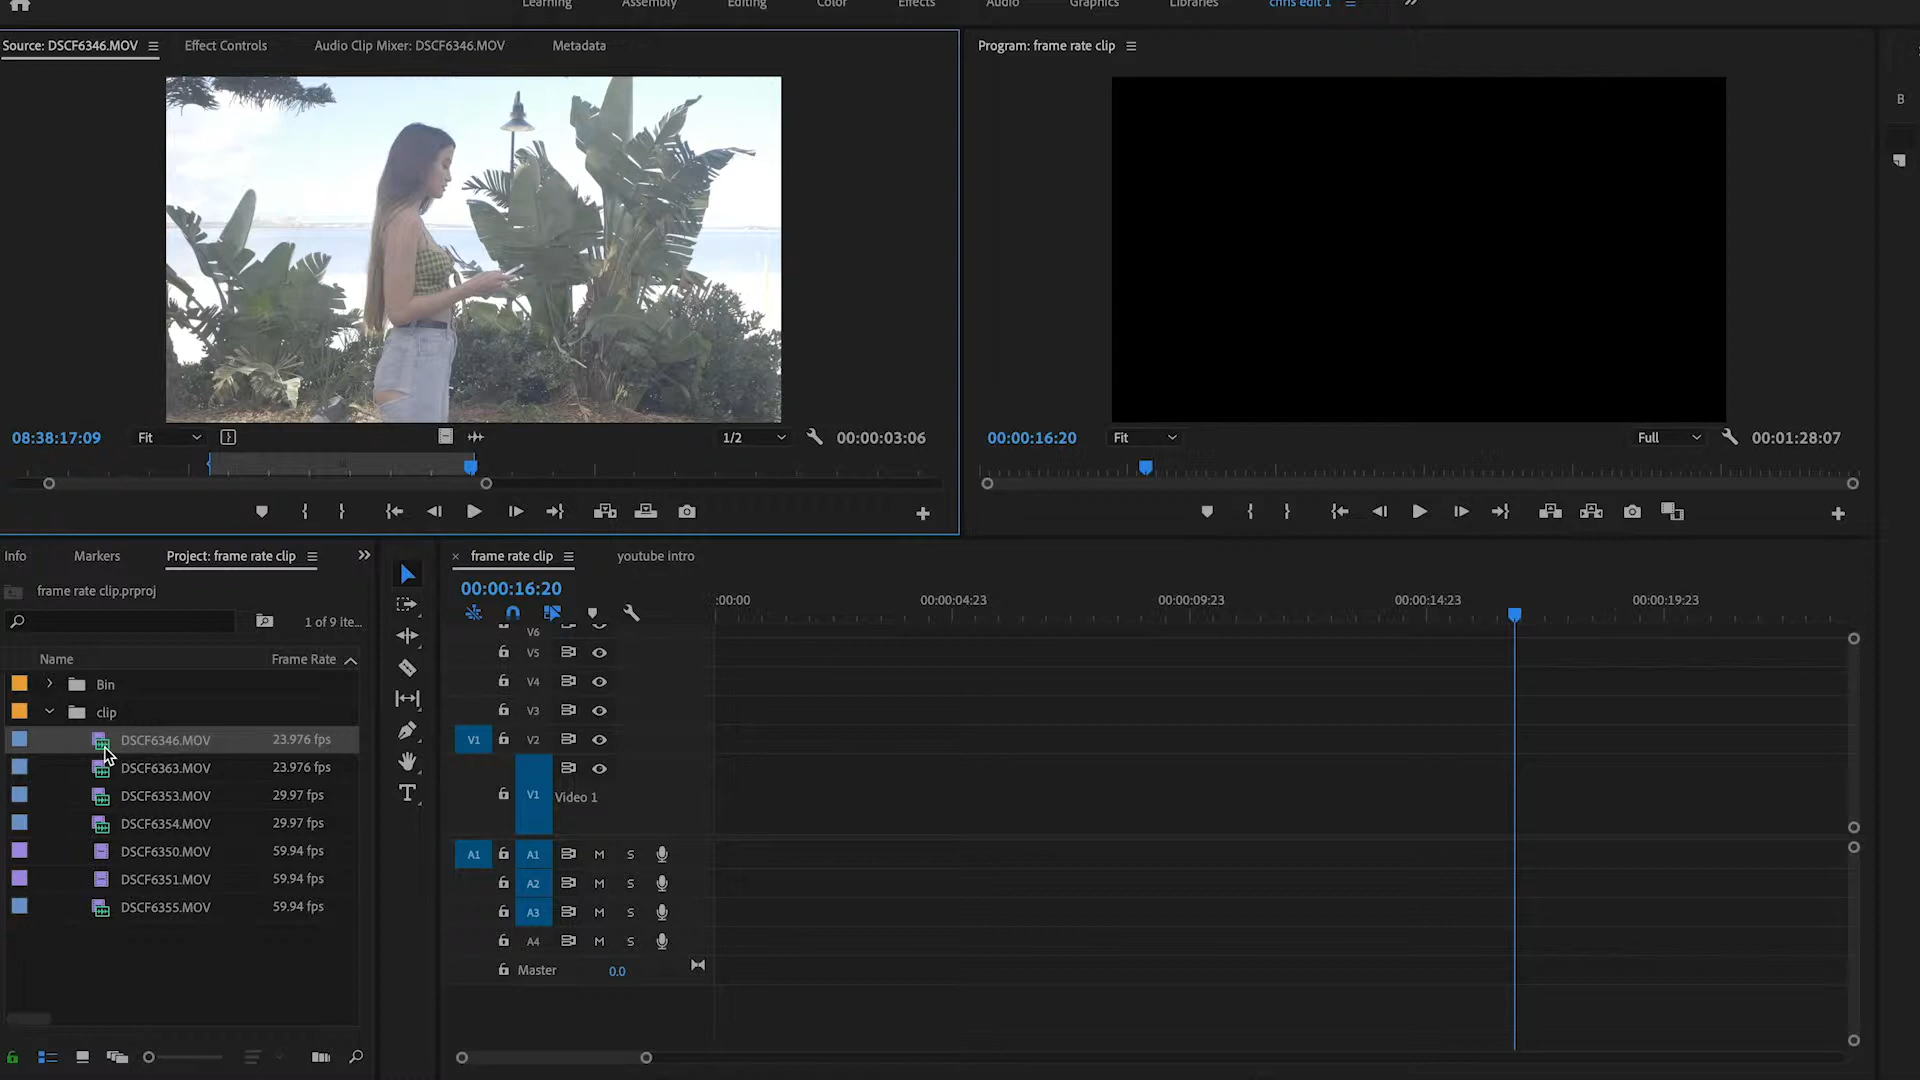 Learning Assembly Editing Color Effects Audio Graphics Libraries chris edit 1
Source: DSCF6346.MOV Effect Controls Audio Clip Mixer: DSCF6346.MOV Metadata
Program: frame rate clip
B
08:38:17:09 Fit 1/2 00:00:03:06
00:00:16:20 Fit Full 00:01:28:07
Info Markers Project: frame rate clip
frame rate clip.prproj
1 of 9 ite...
Name Frame Rate
Bin
clip
DSCF6346.MOV 23.976 fps
DSCF6363.MOV 23.976 fps
DSCF6353.MOV 29.97 fps
DSCF6354.MOV 29.97 fps
DSCF6350.MOV 59.94 fps
DSCF6351.MOV 59.94 fps
DSCF6355.MOV 59.94 fps
T
frame rate clip youtube intro
00:00:16:20
:00:00 00:00:04:23 00:00:09:23 00:00:14:23 00:00:19:23
V6
V5
V4
V3
V1 V2
V1 Video 1
A1 A1 M S
A2 M S
A3 M S
A4 M S
Master 0.0